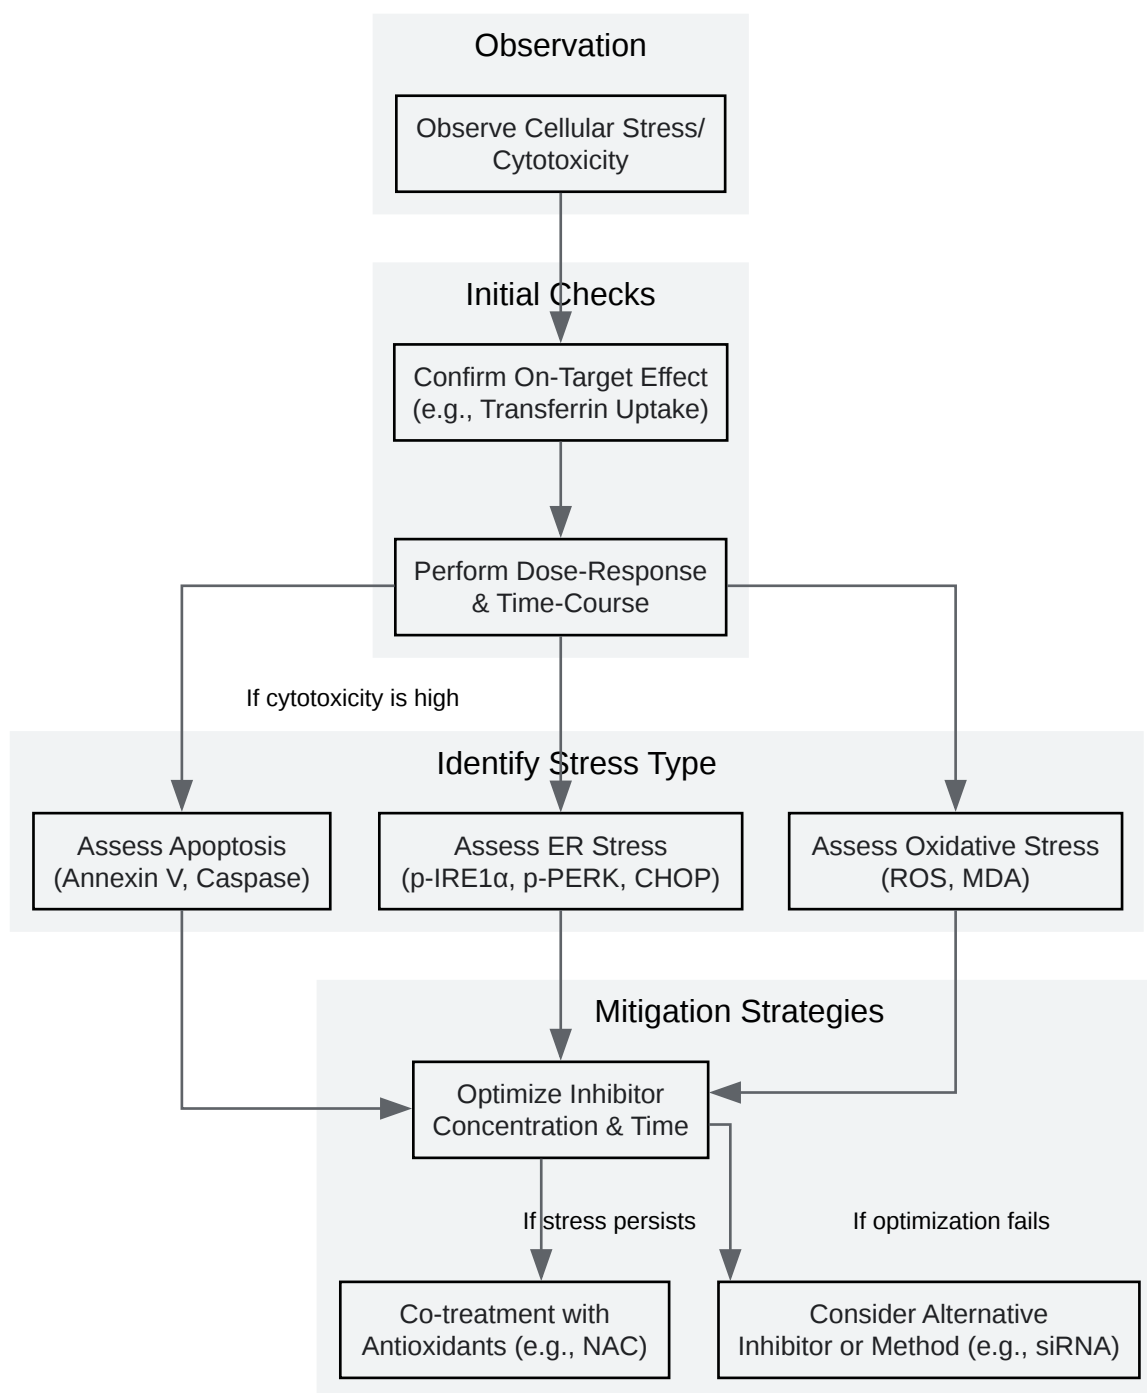 Observation
Observe Cellular Stress/
Cytotoxicity
Initial Checks
Confirm On-Target Effect
(e.g., Transferrin Uptake)
Perform Dose-Response
& Time-Course
If cytotoxicity is high
Identify Stress Type
Assess Apoptosis
(Annexin V, Caspase)
Assess ER Stress
(p-IRE1α, p-PERK, CHOP)
Assess Oxidative Stress
(ROS, MDA)
Mitigation Strategies
Optimize Inhibitor
Concentration & Time
If stress persists
If optimization fails
Co-treatment with
Antioxidants (e.g., NAC)
Consider Alternative
Inhibitor or Method (e.g., siRNA)